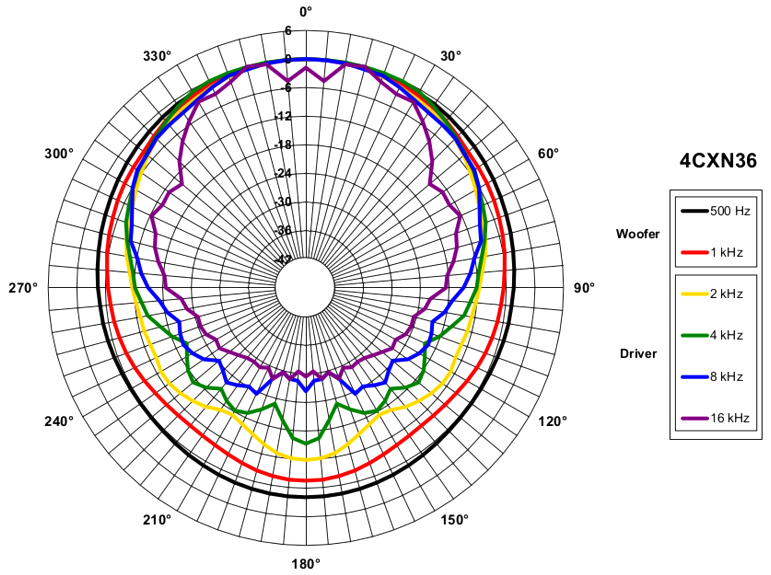 0°
6
330°
30°
0
-6
-12
300°
60°
-18
4CXN36
-24
-30
500 Hz
Woofer
-36
1 kHz
-42
270°
90°
2 kHz
4 kHz
Driver
8 kHz
240°
120°
16 kHz
210°
150°
180°